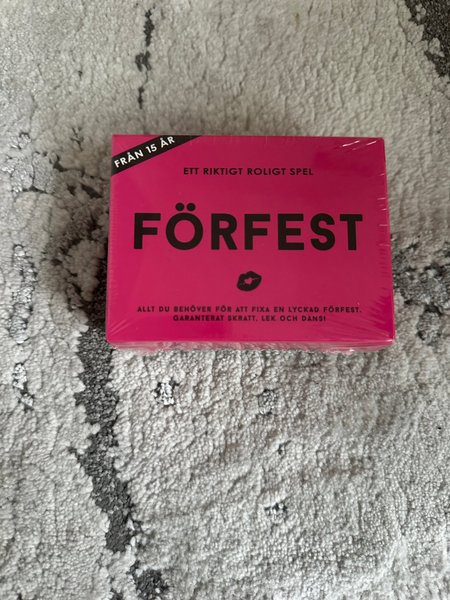 FRÅN 15 ÅR
ETT RIKTIGT ROLIGT SPEL
FÖRFEST
ALLT DU BEHÖVER FÖR ATT FIXA EN LYCKAD FÖRFEST.
GARANTERAT SKRATT, LEK OCH DANS!